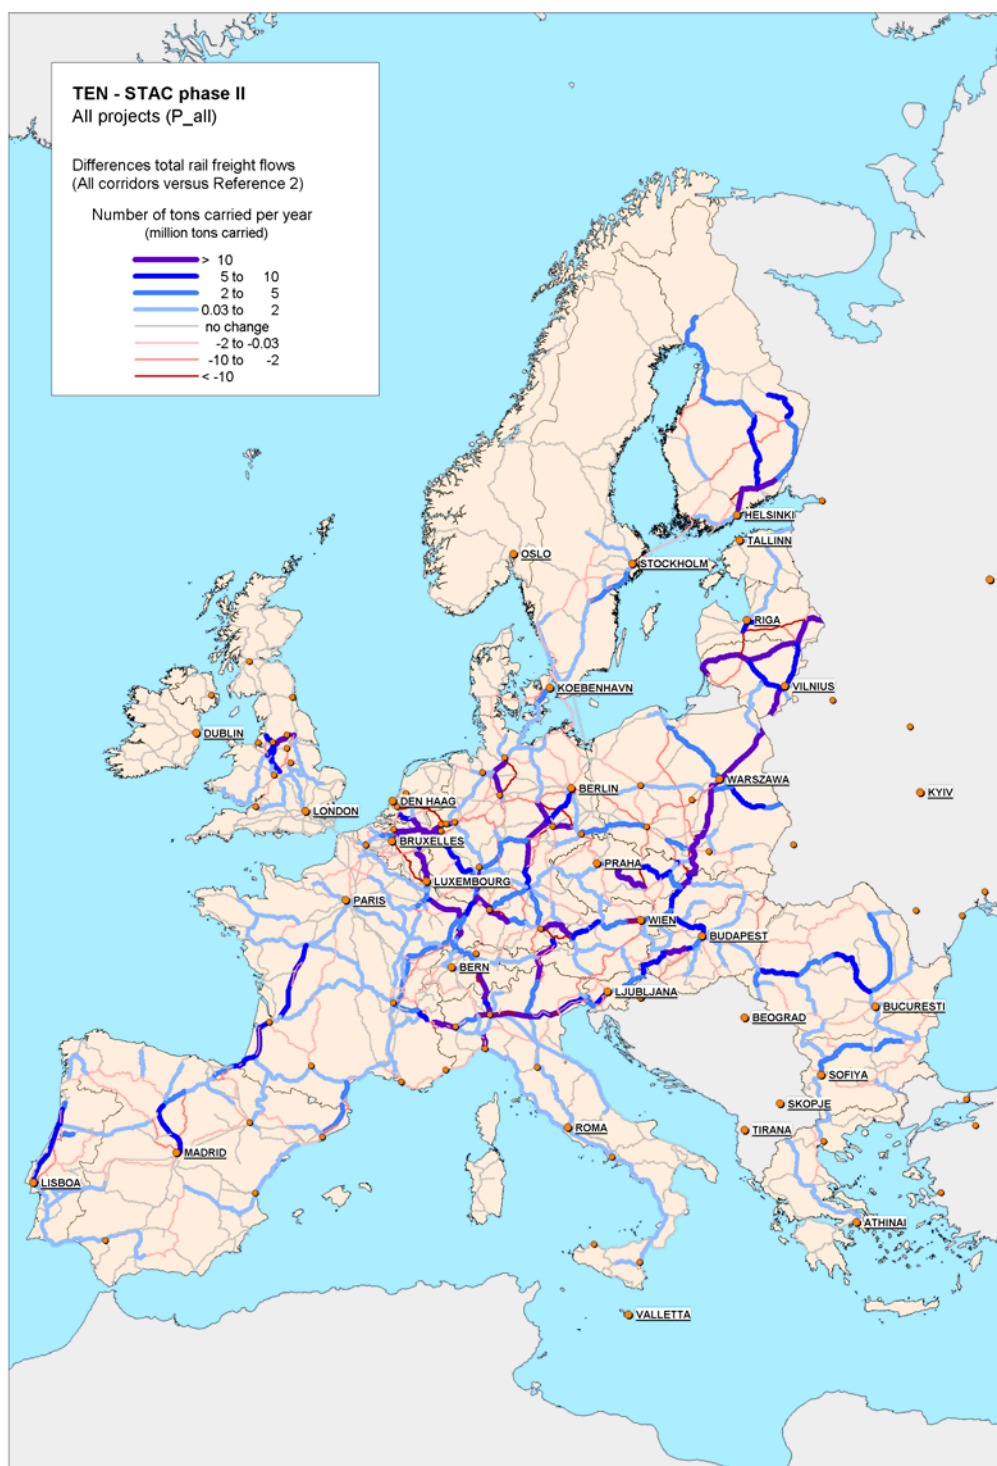 TEN - STAC phase II
All projects (P_all)
Differences total rail freight flows
(All corridors versus Reference 2)
Number of tons carried per year
(million tons carried)
> 10
5 to 10
2 to 5
0.03 to 2
no change
-2 to -0.03
-10 to -2
< -10
HELSINKI
TALLINN
OSLO
STOCKHOLM
RIGA
KOEBENHAVN
VILNIUS
DUBLIN
WARSZAWA
BERLIN
KYIV
DEN HAAG
LONDON
BRUXELLES
PRAHA
LUXEMBOURG
PARIS
WIEN
BUDAPEST
BERN
LJUBLJANA
BUCURESTI
BEOGRAD
SOFIYA
SKOPJE
ROMA
TIRANA
MADRID
LISBOA
ATHINAI
VALLETTA